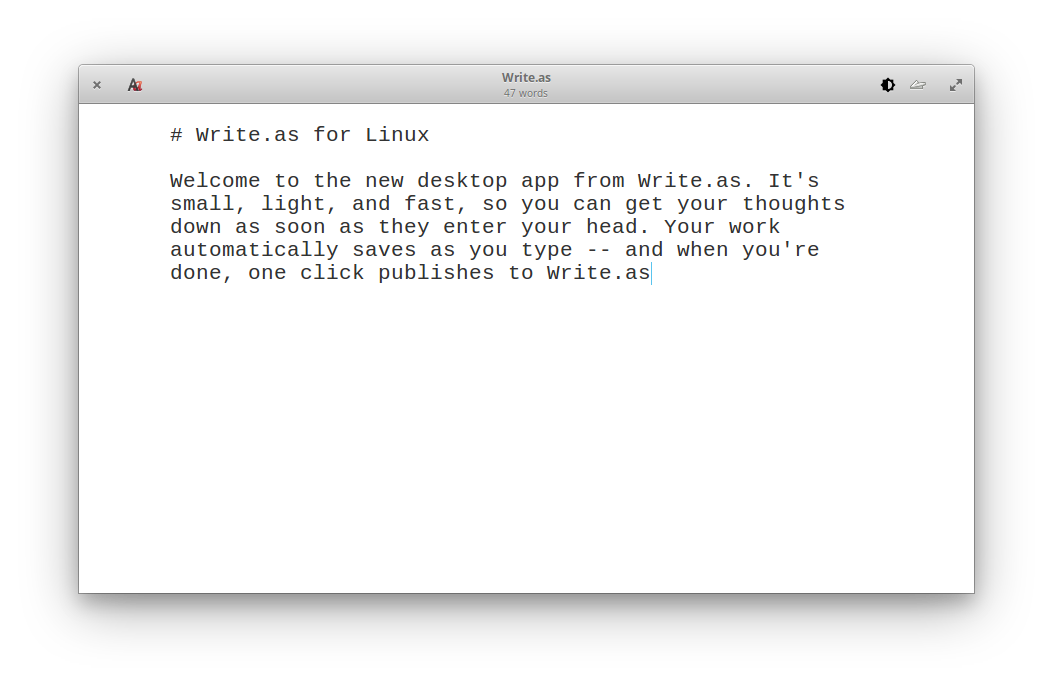 Write.as
47 words
# Write.as for Linux
Welcome to the new desktop app from Write.as. It's
small, light, and fast, so you can get your thoughts
down as soon as they enter your head. Your work
automatically saves as you type -- and when you're
done, one click publishes to Write.as